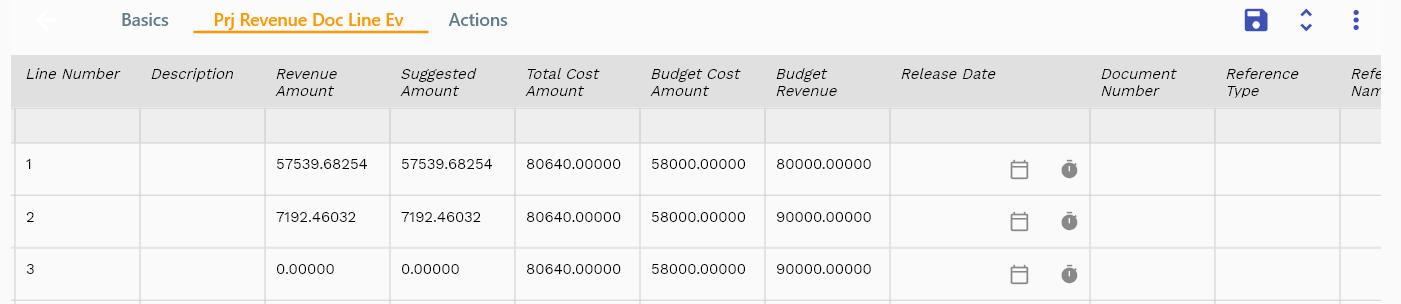 Basics Prj Revenue Doc Line Ev Actions
Line Number Description Revenue Amount Suggested Amount Total Cost Amount Budget Cost Amount Budget Revenue Release Date Document Number Reference Type Refe Nam
1 57539.68254 57539.68254 80640.00000 58000.00000 80000.00000
2 7192.46032 7192.46032 80640.00000 58000.00000 90000.00000
3 0.00000 0.00000 80640.00000 58000.00000 90000.00000